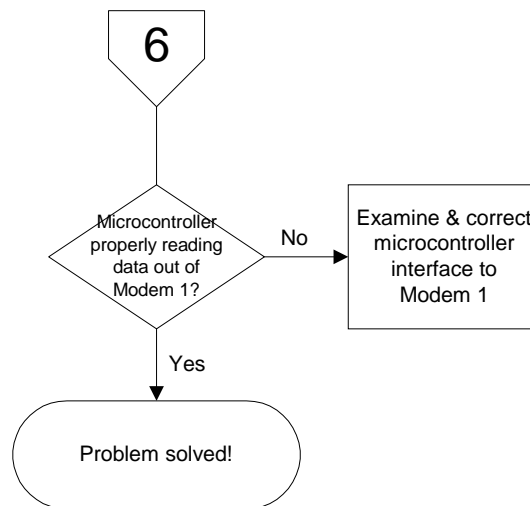 6
Microcontroller
properly reading
data out of
Modem 1?
No
Examine & correct
microcontroller
interface to
Modem 1
Yes
Problem solved!